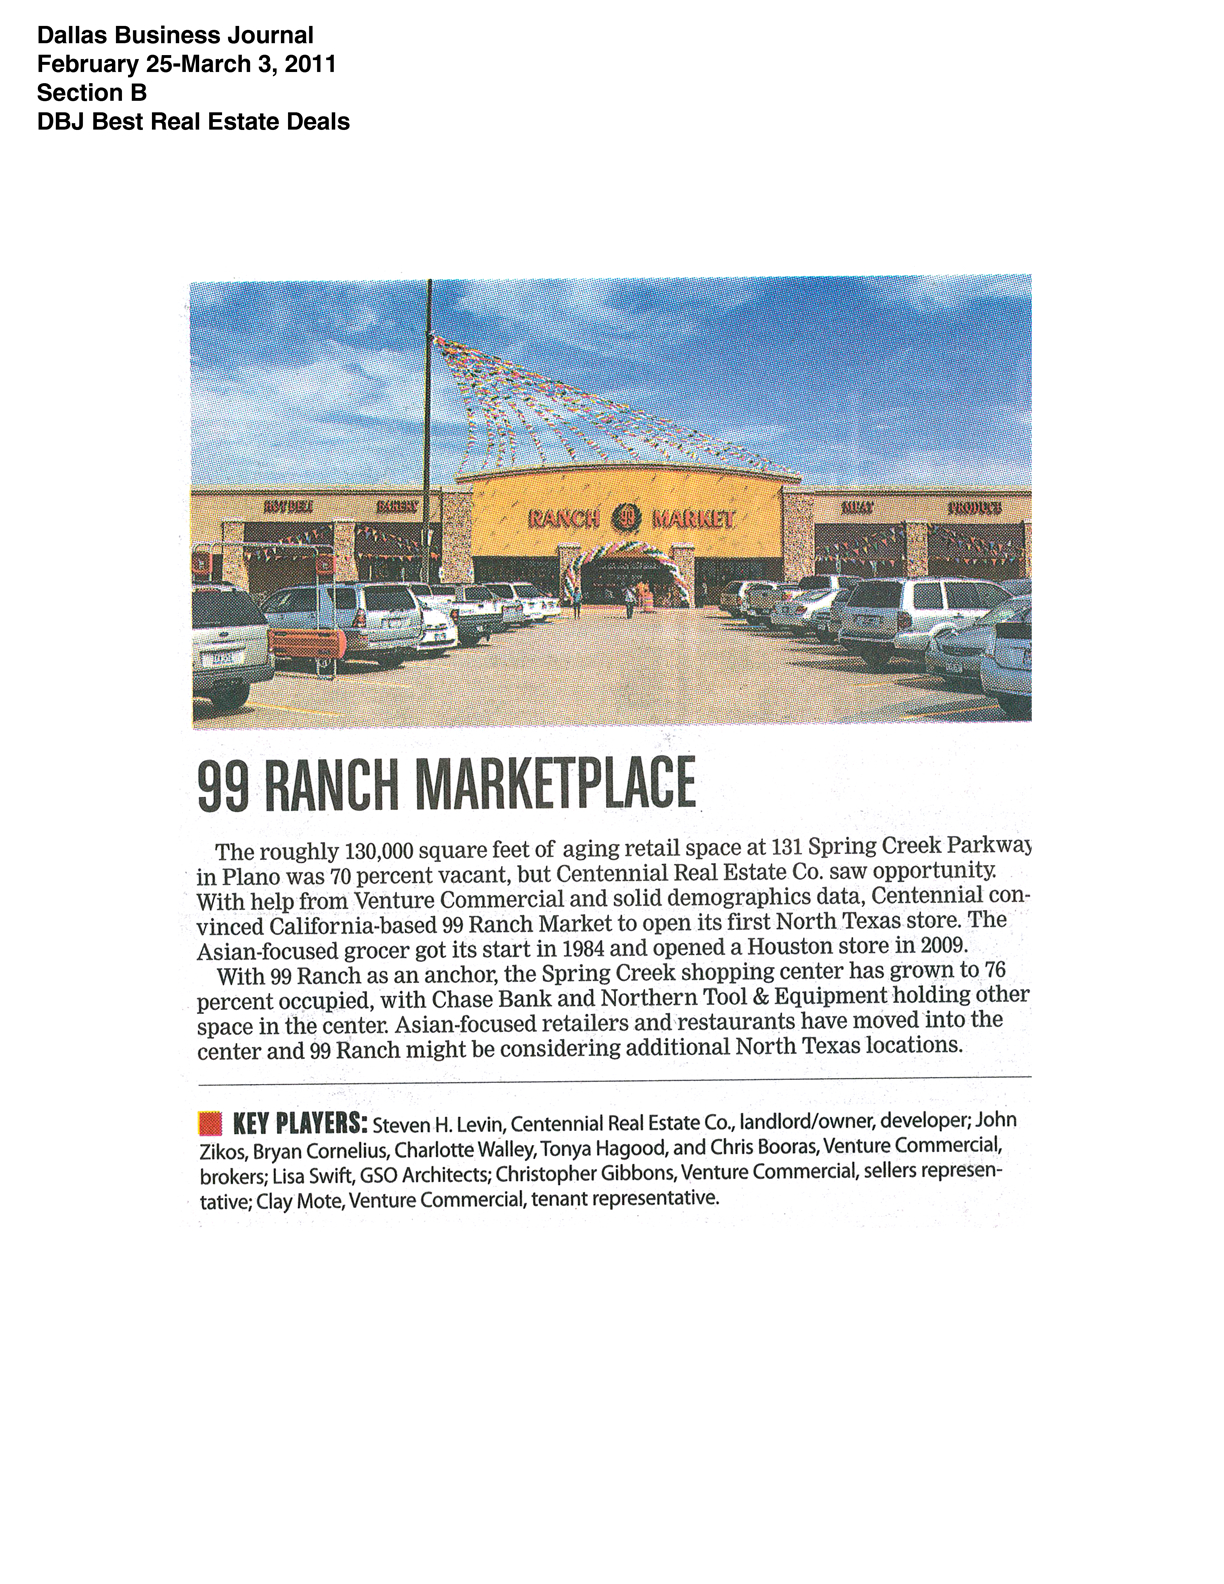 Dallas Business Journal
February 25-March 3, 2011
Section B
DBJ Best Real Estate Deals
HOT DELI
BAKERY
RANCH 99 MARKET
MEAT
PRODUCE
99 RANCH MARKETPLACE
The roughly 130,000 square feet of aging retail space at 131 Spring Creek Parkway
in Plano was 70 percent vacant, but Centennial Real Estate Co. saw opportunity.
With help from Venture Commercial and solid demographics data, Centennial con-
vinced California-based 99 Ranch Market to open its first North Texas store. The
Asian-focused grocer got its start in 1984 and opened a Houston store in 2009.
With 99 Ranch as an anchor, the Spring Creek shopping center has grown to 76
percent occupied, with Chase Bank and Northern Tool & Equipment holding other
space in the center. Asian-focused retailers and restaurants have moved into the
center and 99 Ranch might be considering additional North Texas locations.
KEY PLAYERS: Steven H. Levin, Centennial Real Estate Co., landlord/owner, developer; John
Zikos, Bryan Cornelius, Charlotte Walley, Tonya Hagood, and Chris Booras, Venture Commercial,
brokers; Lisa Swift, GSO Architects; Christopher Gibbons, Venture Commercial, sellers represen-
tative; Clay Mote, Venture Commercial, tenant representative.